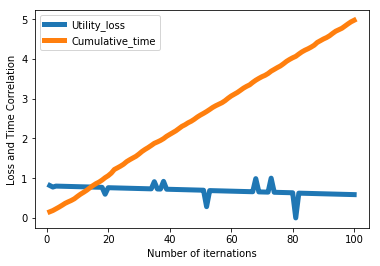 Utility_loss
Cumulative_time
5
4
3
2
1
0
Loss and Time Correlation
0 20 40 60 80 100
Number of iternations